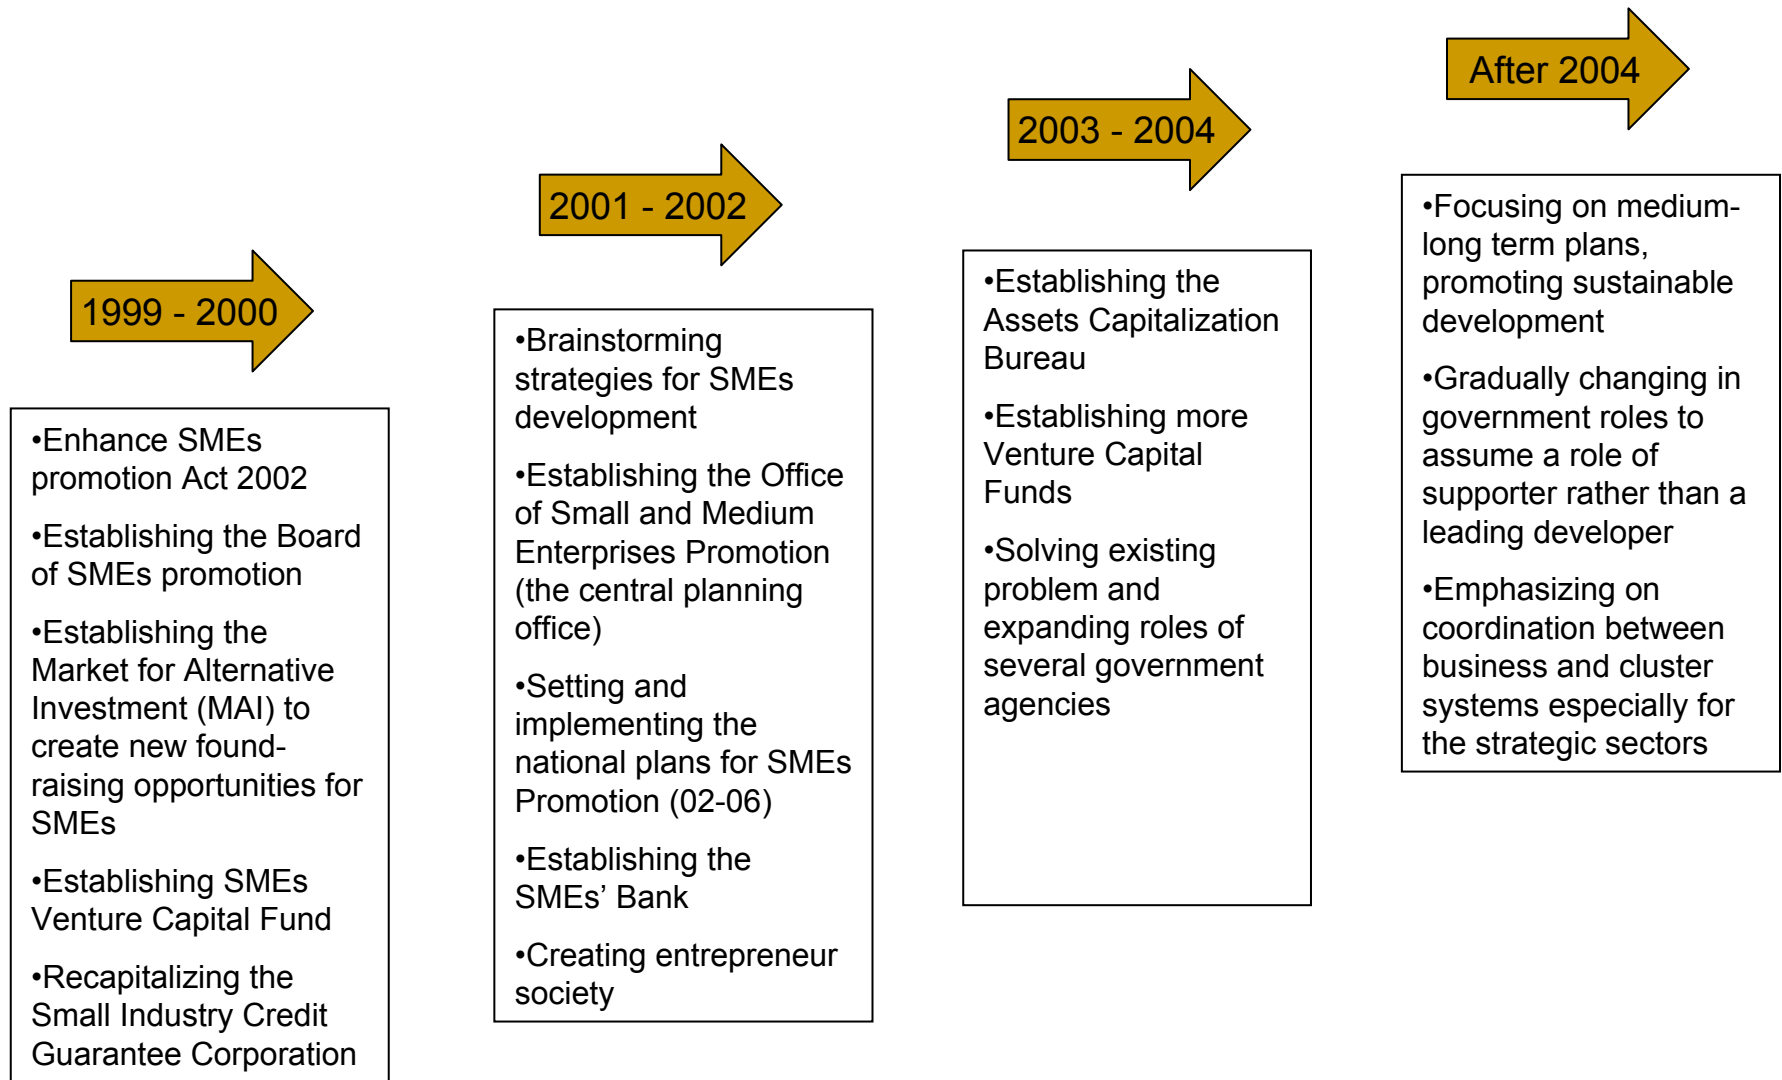 1999 - 2000
•Enhance SMEs
promotion Act 2002
•Establishing the Board
of SMEs promotion
•Establishing the
Market for Alternative
Investment (MAI) to
create new found-
raising opportunities for
SMEs
•Establishing SMEs
Venture Capital Fund
•Recapitalizing the
Small Industry Credit
Guarantee Corporation
2001 - 2002
•Brainstorming
strategies for SMEs
development
•Establishing the Office
of Small and Medium
Enterprises Promotion
(the central planning
office)
•Setting and
implementing the
national plans for SMEs
Promotion (02-06)
•Establishing the
SMEs’ Bank
•Creating entrepreneur
society
2003 - 2004
•Establishing the
Assets Capitalization
Bureau
•Establishing more
Venture Capital
Funds
•Solving existing
problem and
expanding roles of
several government
agencies
After 2004
•Focusing on medium-
long term plans,
promoting sustainable
development
•Gradually changing in
government roles to
assume a role of
supporter rather than a
leading developer
•Emphasizing on
coordination between
business and cluster
systems especially for
the strategic sectors